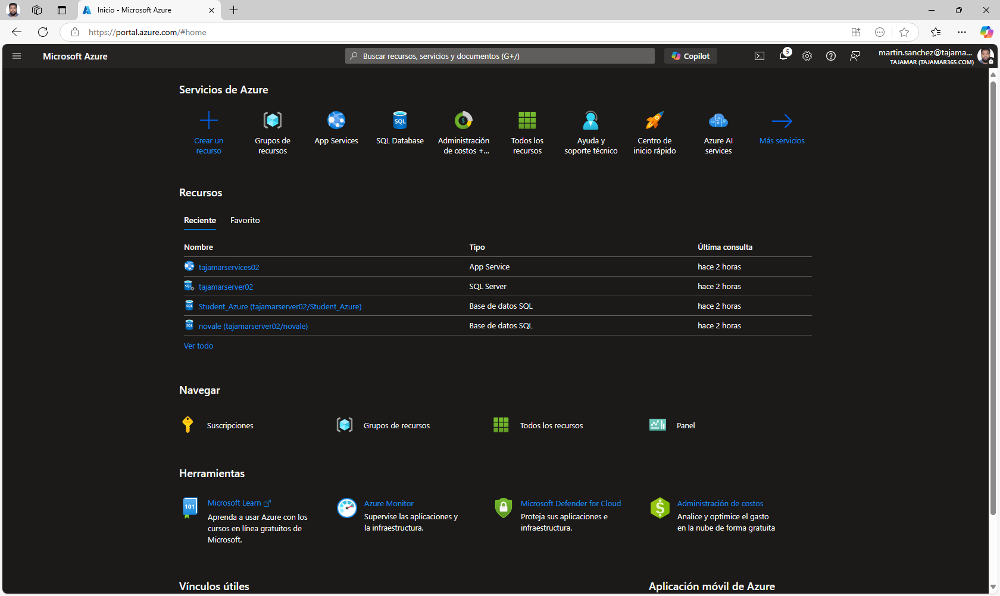 Inicio - Microsoft Azure
https://portal.azure.com/#home
Microsoft Azure
Buscar recursos, servicios y documentos (G+/)
Copilot
5
martin.sanchez@tajama...
TAJAMAR (TAJAMAR365.COM)
Servicios de Azure
Crear un
recurso
Grupos de
recursos
App Services
SQL
SQL Database
Administración
de costos +...
Todos los
recursos
Ayuda y
soporte técnico
Centro de
inicio rápido
Azure AI
services
Más servicios
Recursos
Reciente
Favorito
Nombre
Tipo
Última consulta
tajamarservices02
App Service
hace 2 horas
SQL
tajamarserver02
SQL Server
hace 2 horas
SQL
Student_Azure (tajamarserver02/Student_Azure)
Base de datos SQL
hace 2 horas
SQL
novale (tajamarserver02/novale)
Base de datos SQL
hace 2 horas
Ver todo
Navegar
Suscripciones
Grupos de recursos
Todos los recursos
Panel
Herramientas
101
Microsoft Learn
Aprenda a usar Azure con los
cursos en línea gratuitos de
Microsoft.
Azure Monitor
Supervise las aplicaciones y
la infraestructura.
Microsoft Defender for Cloud
Proteja sus aplicaciones e
infraestructura.
Administración de costos
Analice y optimice el gasto
en la nube de forma gratuita
Vínculos útiles
Aplicación móvil de Azure